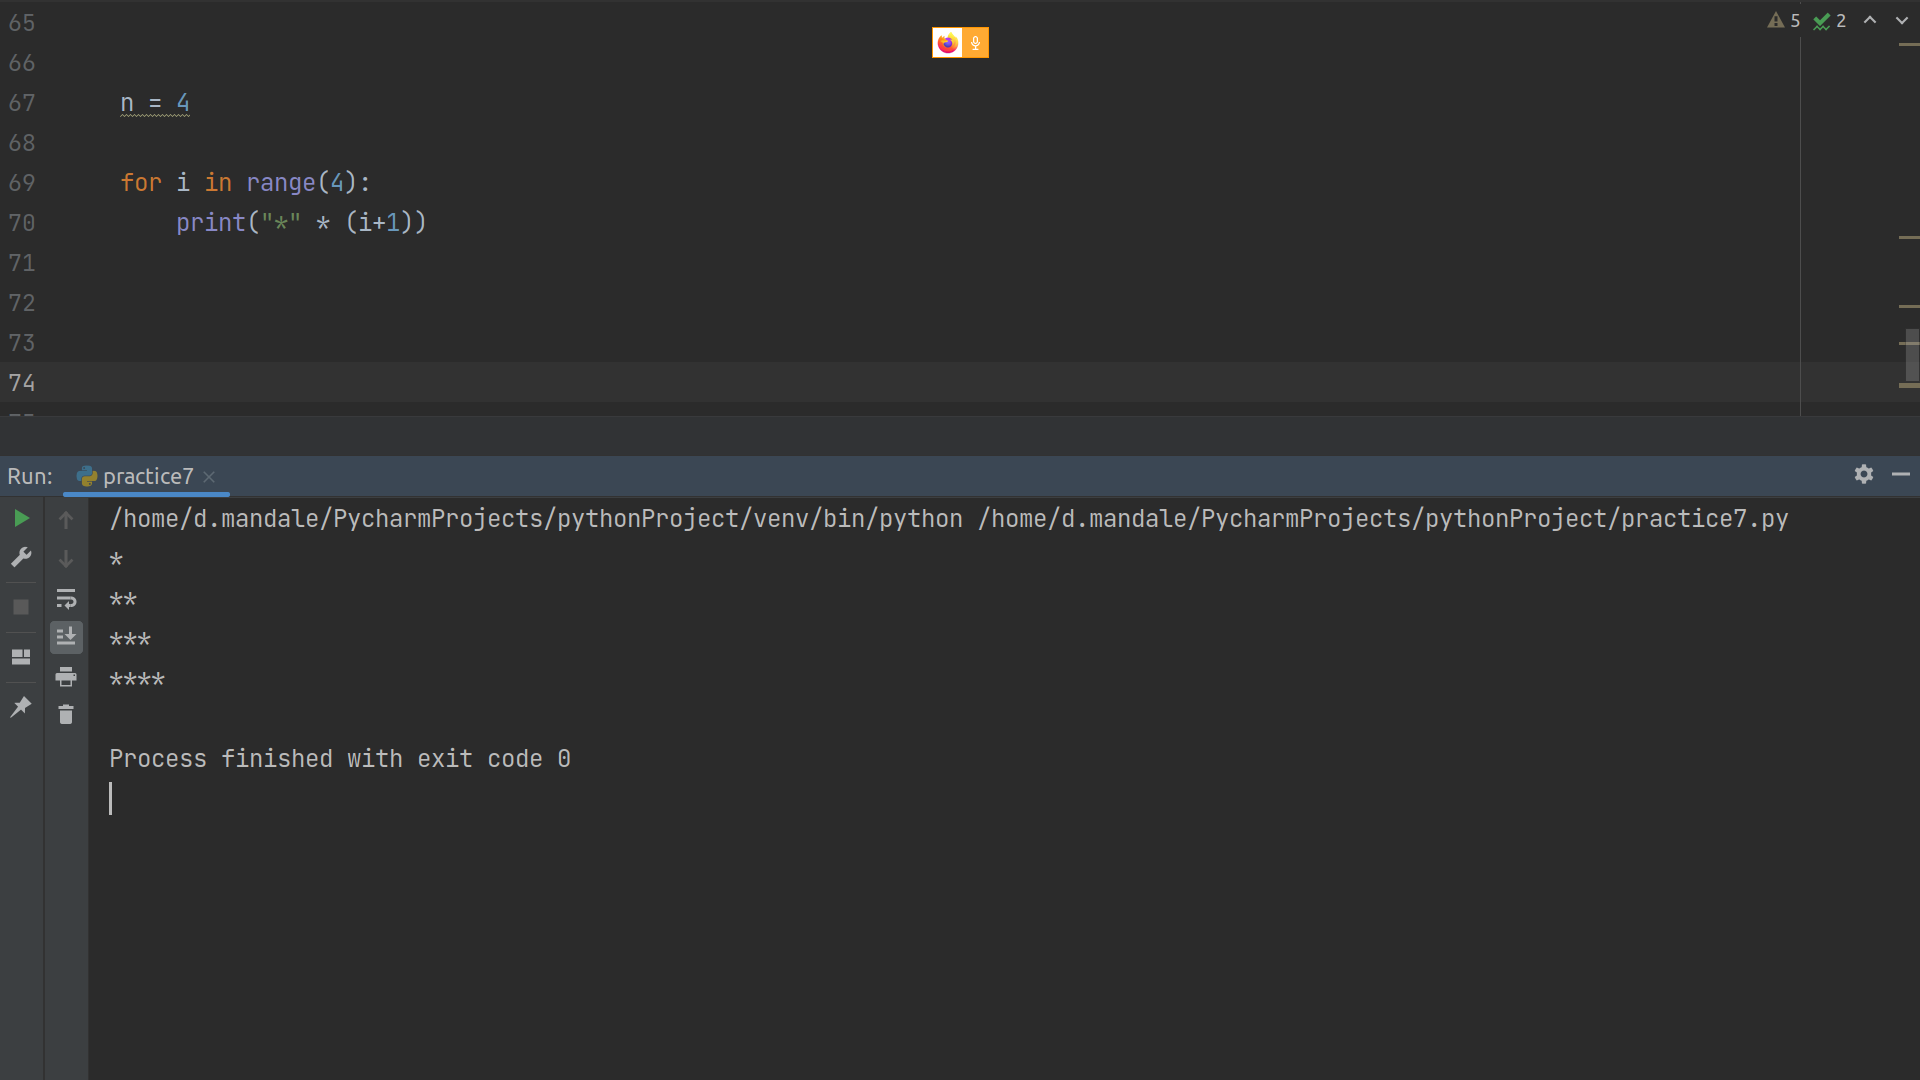 65
66
67 n = 4
68
69 for i in range(4):
70 print("*" * (i+1))
71
72
73
74
5 2
Run: practice7
/home/d.mandale/PycharmProjects/pythonProject/venv/bin/python /home/d.mandale/PycharmProjects/pythonProject/practice7.py
*
**
***
****
Process finished with exit code 0